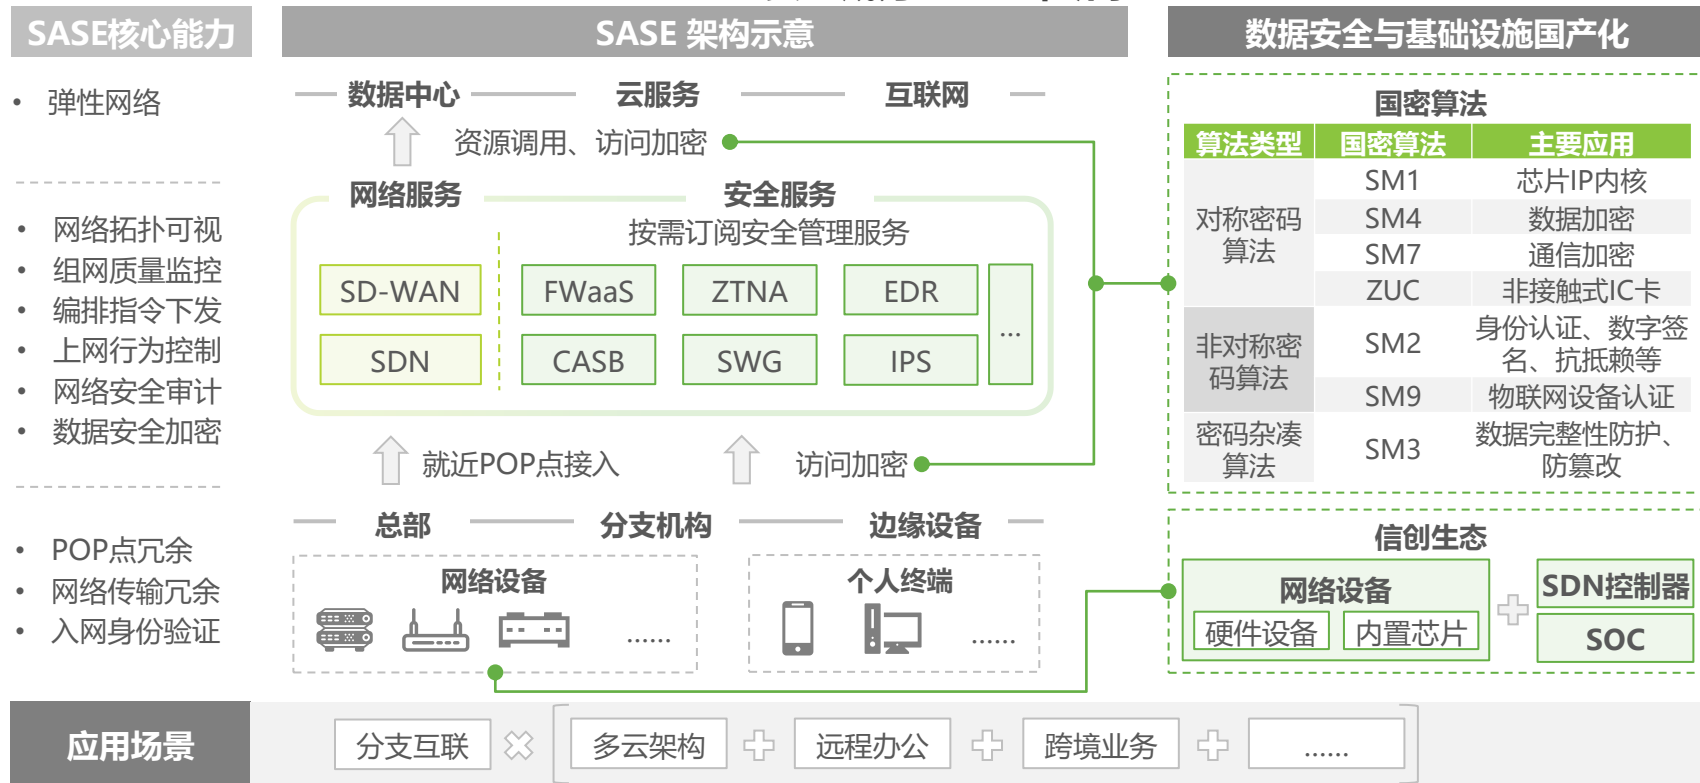 SASE核心能力
• 弹性网络
• 网络拓扑可视
• 组网质量监控
• 编排指令下发
• 上网行为控制
• 网络安全审计
• 数据安全加密
• POP点冗余
• 网络传输冗余
• 入网身份验证
SASE 架构示意
数据中心 云服务 互联网
资源调用、访问加密
网络服务 安全服务
按需订阅安全管理服务
SD-WAN FWaaS ZTNA EDR
...
SDN CASB SWG IPS
就近POP点接入 访问加密
总部 分支机构 边缘设备
网络设备 个人终端
...... ......
数据安全与基础设施国产化
国密算法
算法类型 国密算法 主要应用
对称密码
算法
SM1 芯片IP内核
SM4 数据加密
SM7 通信加密
ZUC 非接触式IC卡
非对称密
码算法
SM2 身份认证、数字签
名、抗抵赖等
SM9 物联网设备认证
密码杂凑
算法
SM3 数据完整性防护、
防篡改
信创生态
网络设备
硬件设备 内置芯片
SDN控制器
SOC
应用场景 分支互联 多云架构 远程办公 跨境业务 ......